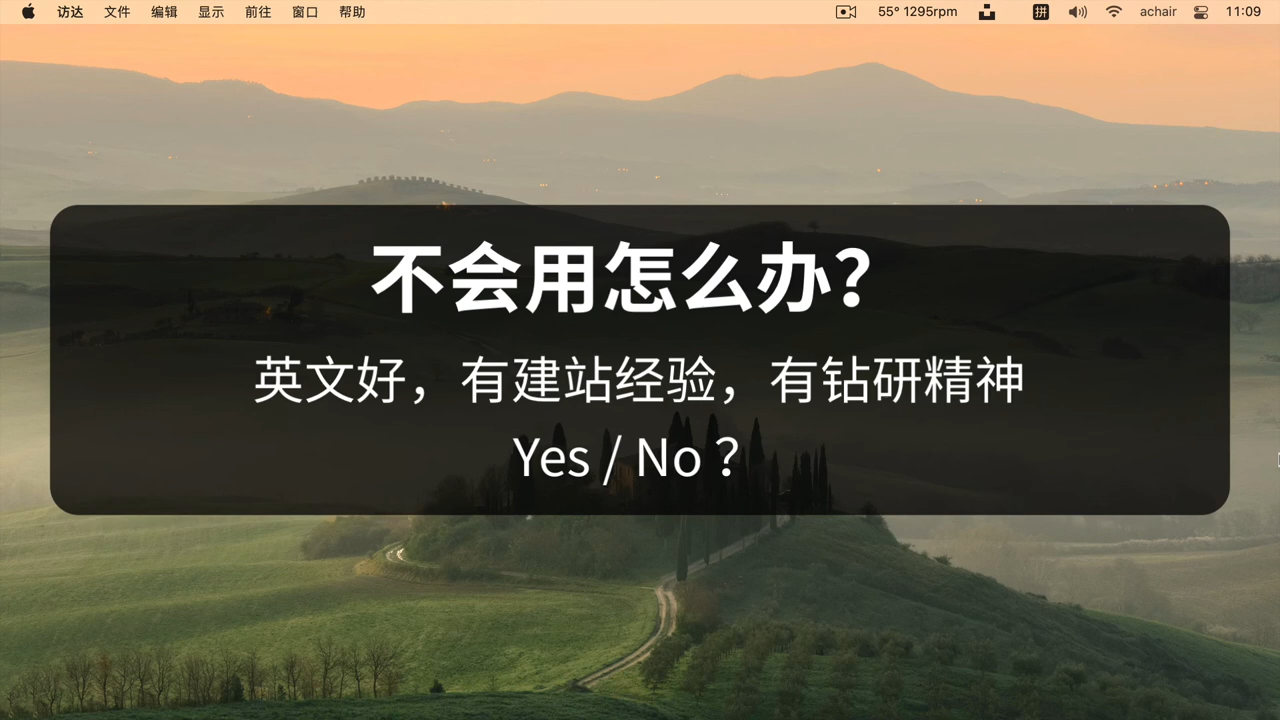 访达 文件 编辑 显示 前往 窗口 帮助 55° 1295rpm 拼 achair 11:09
不会用怎么办?
英文好，有建站经验，有钻研精神
Yes / No ?